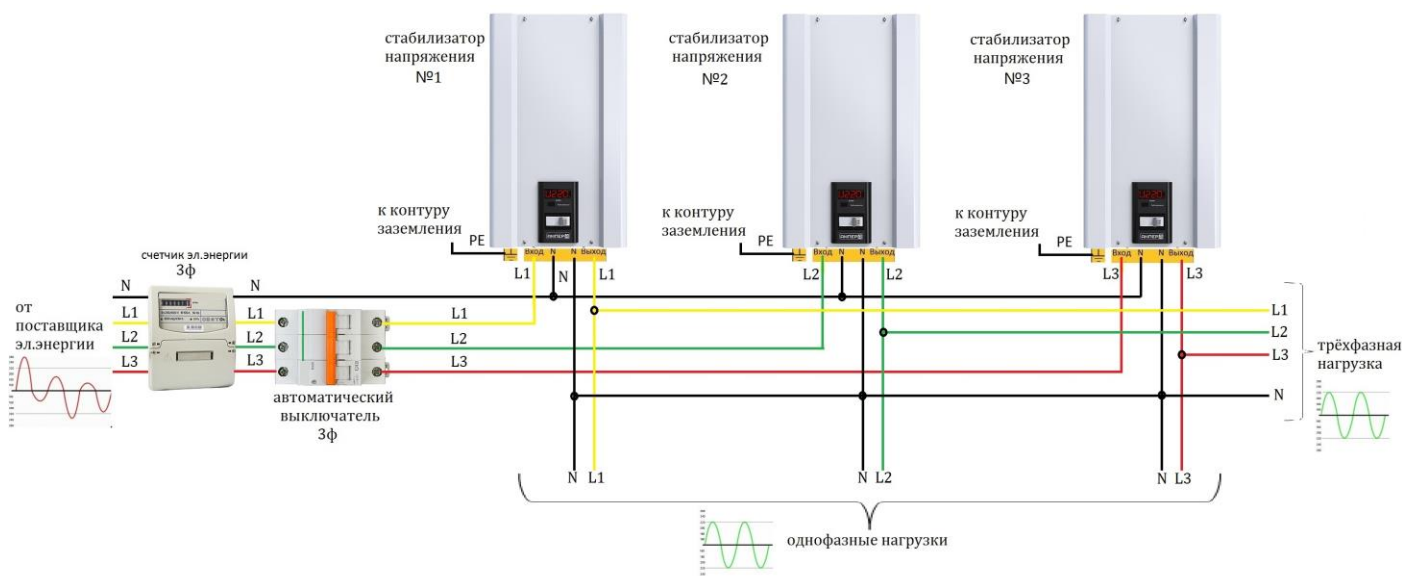 стабилизатор
напряжения
№1
стабилизатор
напряжения
№2
стабилизатор
напряжения
№3
к контуру
заземления
PE
к контуру
заземления
PE
к контуру
заземления
PE
Вход N N Выход
Вход N N Выход
Вход N N Выход
L1 N L1
L2 L2
L3 L3
счетчик эл.энергии
3ф
от
поставщика
эл.энергии
N N
L1 L1 L1
L2 L2 L2
L3 L3 L3
автоматический
выключатель
3ф
L1
L2
L3
N
трёхфазная
нагрузка
N L1
N L2
N L3
однофазные нагрузки